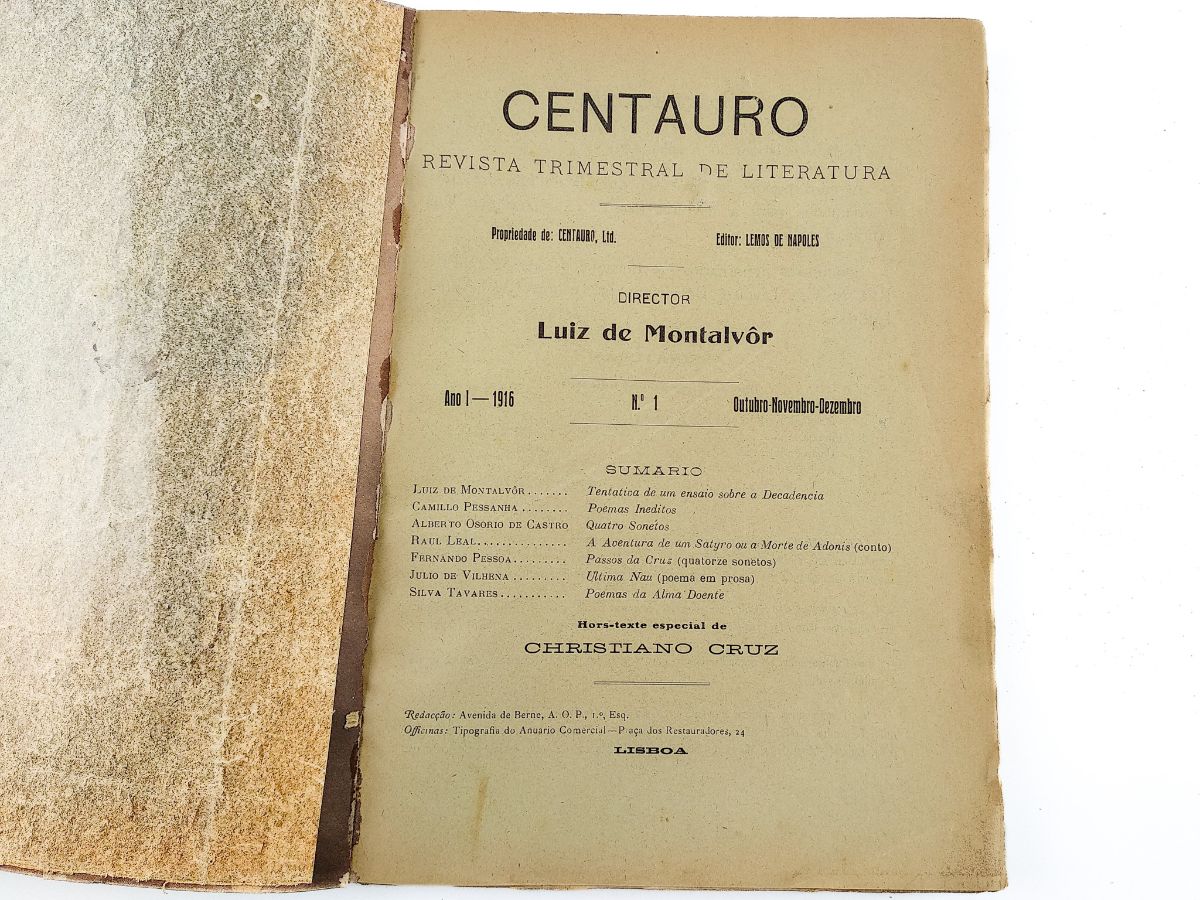 CENTAURO
REVISTA TRIMESTRAL DE LITERATURA
Propriedade de: CENTAURO, Ltd. Editor: LEMOS DE NAPOLES
DIRECTOR
Luiz de Montalvôr
Ano I — 1916 N.º 1 Outubro-Novembro-Dezembro
SUMARIO
LUIZ DE MONTALVÔR ....... Tentativa de um ensaio sobre a Decadencia
CAMILLO PESSANHA ........ Poemas Ineditos
ALBERTO OSORIO DE CASTRO Quatro Sonetos
RAUL LEAL .............. A Aventura de um Satyro ou a Morte de Adonis (conto)
FERNANDO PESSOA ......... Passos da Cruz (quatorze sonetos)
JULIO DE VILHENA ......... Ultima Nau (poema em prosa)
SILVA TAVARES ........... Poemas da Alma Doente
Hors-texte especial de
CHRISTIANO CRUZ
Redacção: Avenida de Berne, A. O. P., 1.º, Esq.
Officinas: Tipografia do Anuario Comercial — Praça dos Restauradores, 24
LISBOA